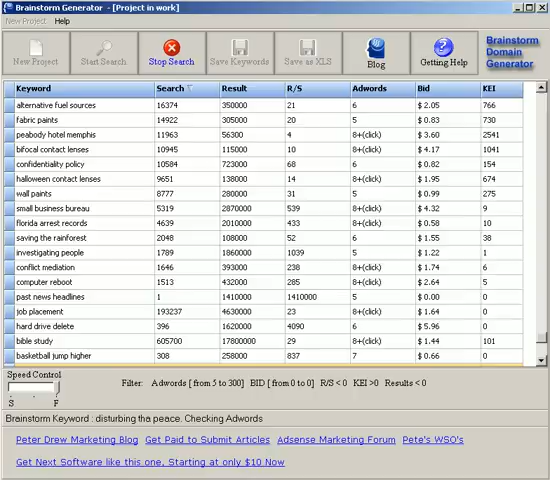 Brainstorm Generator - [Project in work]
New Project Help
New Project Start Search Stop Search Save Keywords Save as XLS Blog Getting Help
Brainstorm
Domain
Generator
Keyword Search Result R/S Adwords Bid KEI
alternative fuel sources 16374 350000 21 6 $ 2.05 766
fabric paints 14922 305000 20 5 $ 0.83 730
peabody hotel memphis 11963 56300 4 8+(click) $ 3.60 2541
bifocal contact lenses 10945 115000 10 8+(click) $ 4.17 1041
confidentiality policy 10584 723000 68 6 $ 0.82 154
halloween contact lenses 9651 138000 14 8+(click) $ 1.95 674
wall paints 8777 280000 31 5 $ 0.99 275
small business bureau 5319 2870000 539 8+(click) $ 4.32 9
florida arrest records 4639 2010000 433 8+(click) $ 0.58 10
saving the rainforest 2048 108000 52 6 $ 1.55 38
investigating people 1789 1860000 1039 5 $ 1.22 1
conflict mediation 1646 393000 238 8+(click) $ 1.74 6
computer reboot 1513 432000 285 8+(click) $ 2.64 5
past news headlines 1 1410000 1410000 5 $ 0.00 0
job placement 193237 4630000 23 8+(click) $ 1.64 0
hard drive delete 396 1620000 4090 6 $ 5.96 0
bible study 605700 17800000 29 8+(click) $ 1.44 101
basketball jump higher 308 258000 837 7 $ 0.66 0
Speed Control
S F
Filter: Adwords [ from 5 to 300] BID [ from 0 to 0] R/S < 0 KEI >0 Results < 0
Brainstorm Keyword : disturbing tha peace. Checking Adwords
Peter Drew Marketing Blog Get Paid to Submit Articles Adsense Marketing Forum Pete's WSO's
Get Next Software like this one, Starting at only $10 Now